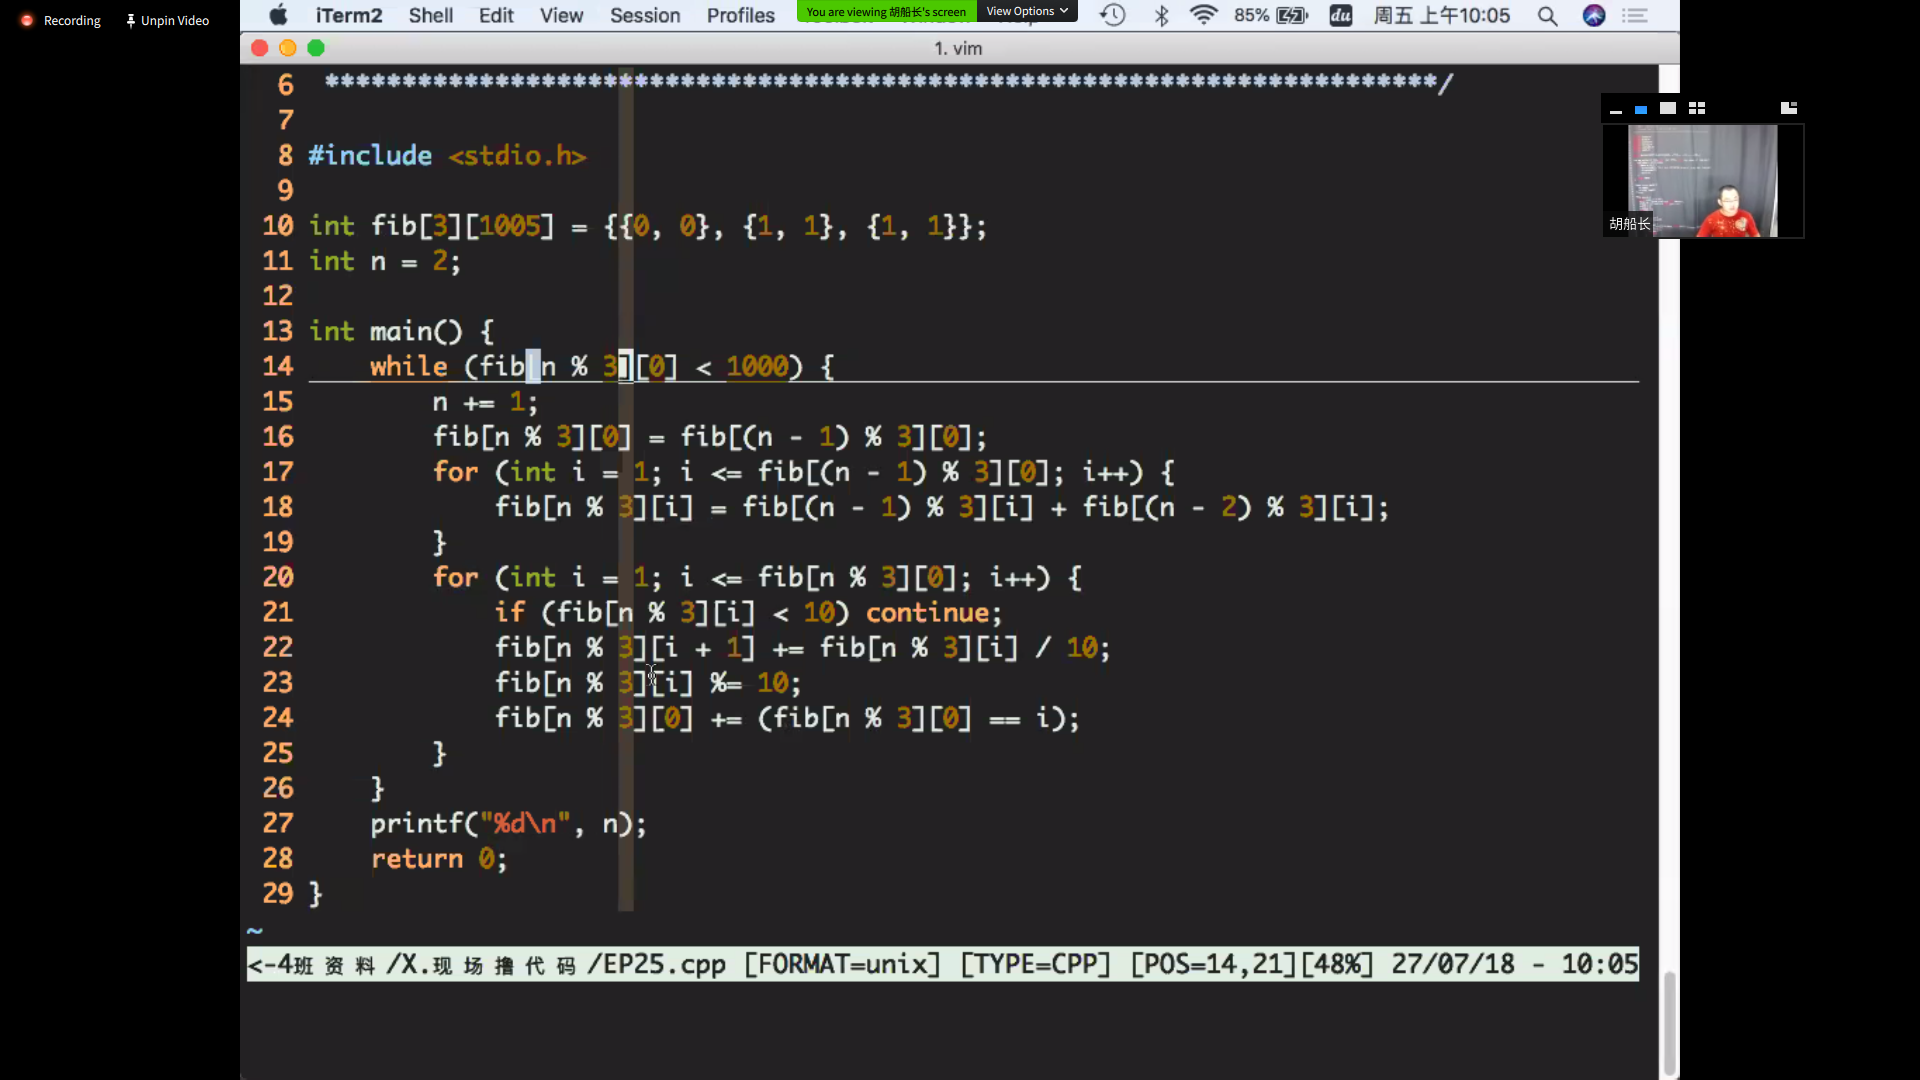 Recording Unpin Video
iTerm2 Shell Edit View Session Profiles You are viewing 胡船长's screen View Options 85% du 周五 上午10:05
1. vim
6 ************************************************************************/
7
8 #include <stdio.h>
9
10 int fib[3][1005] = {{0, 0}, {1, 1}, {1, 1}};
11 int n = 2;
12
13 int main() {
14     while (fib[n % 3][0] < 1000) {
15         n += 1;
16         fib[n % 3][0] = fib[(n - 1) % 3][0];
17         for (int i = 1; i <= fib[(n - 1) % 3][0]; i++) {
18             fib[n % 3][i] = fib[(n - 1) % 3][i] + fib[(n - 2) % 3][i];
19         }
20         for (int i = 1; i <= fib[n % 3][0]; i++) {
21             if (fib[n % 3][i] < 10) continue;
22             fib[n % 3][i + 1] += fib[n % 3][i] / 10;
23             fib[n % 3][i] %= 10;
24             fib[n % 3][0] += (fib[n % 3][0] == i);
25         }
26     }
27     printf("%d\n", n);
28     return 0;
29 }
~
<-4班资料/X.现场撸代码/EP25.cpp [FORMAT=unix] [TYPE=CPP] [POS=14,21][48%] 27/07/18 - 10:05
胡船长